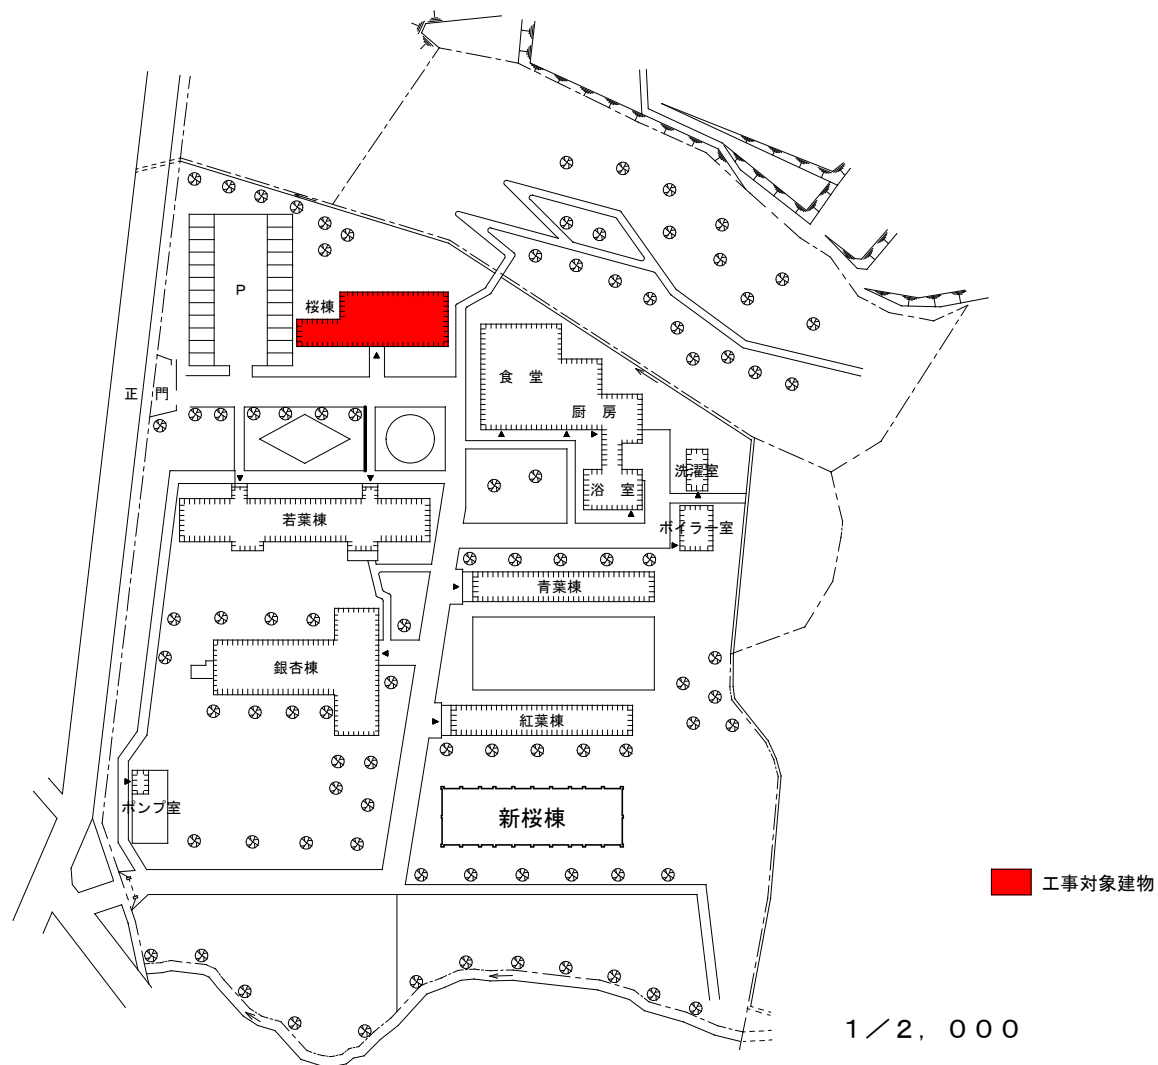 桜棟
P
食 堂
正 門
厨 房
洗濯室
浴 室
若葉棟
ボイラー室
青葉棟
銀杏棟
紅葉棟
ポンプ室
新桜棟
工事対象建物
1/2,000